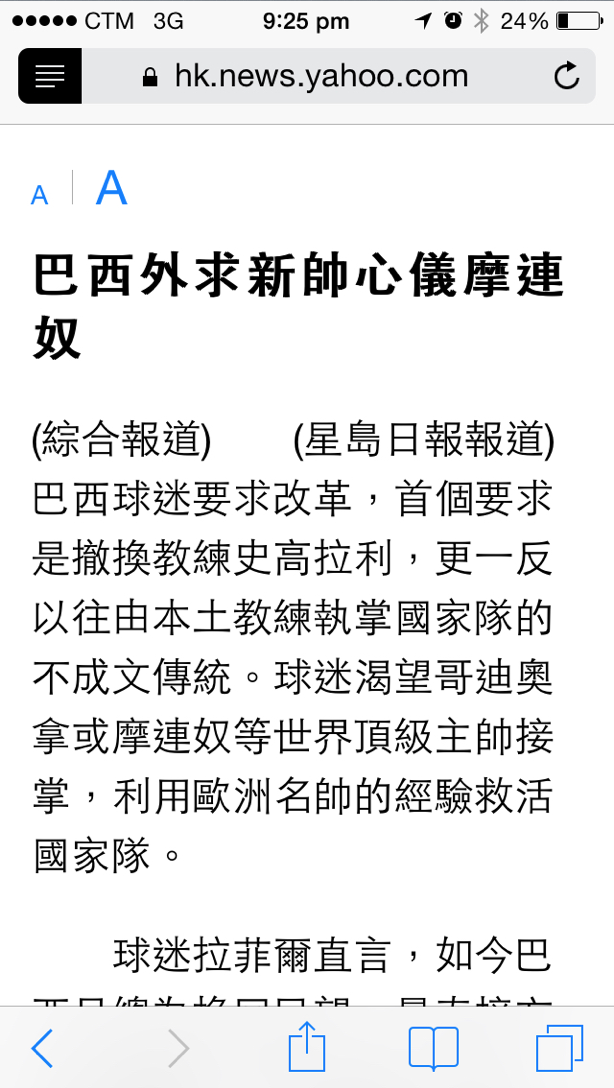 CTM 3G 9:25 pm 24%
hk.news.yahoo.com
A A
巴西外求新帥心儀摩連
奴
(綜合報道)　　(星島日報報道)
巴西球迷要求改革，首個要求
是撤換教練史高拉利，更一反
以往由本土教練執掌國家隊的
不成文傳統。球迷渴望哥迪奧
拿或摩連奴等世界頂級主帥接
掌，利用歐洲名帥的經驗救活
國家隊。
球迷拉菲爾直言，如今巴